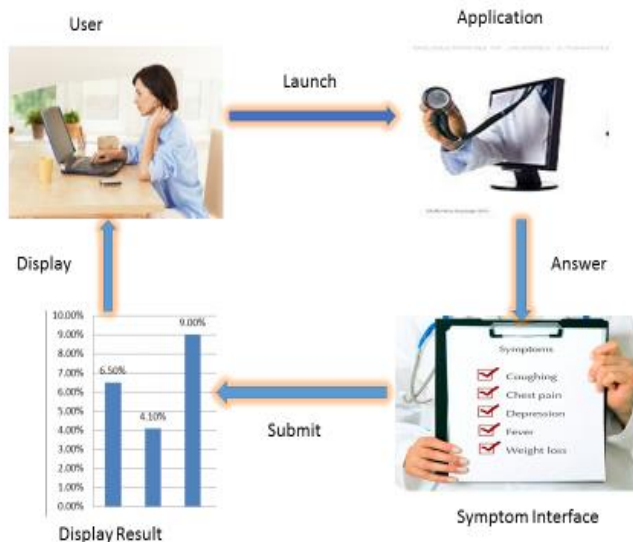 User
Application
Launch
Display
Answer
10.00%
9.00%
8.00%
7.00%
6.00%
5.00%
4.00%
3.00%
2.00%
1.00%
0.00%
6.50%
4.10%
9.00%
Submit
Symptoms
Coughing
Chest pain
Depression
Fever
Weight loss
Display Result
Symptom Interface